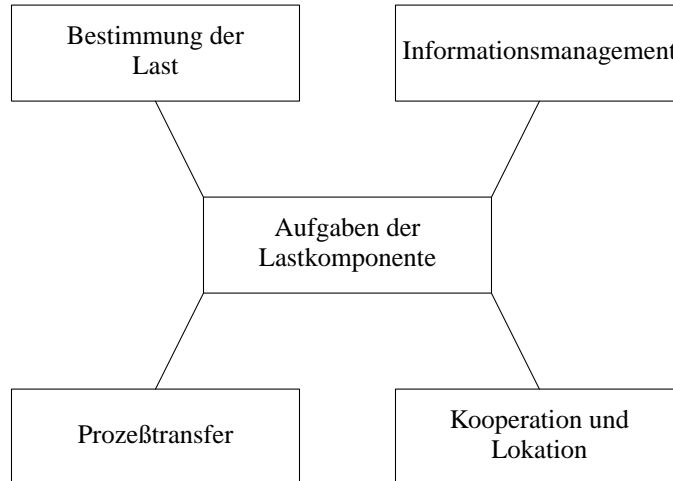 Bestimmung der
Last
Informationsmanagement
Aufgaben der
Lastkomponente
Prozeßtransfer
Kooperation und
Lokation